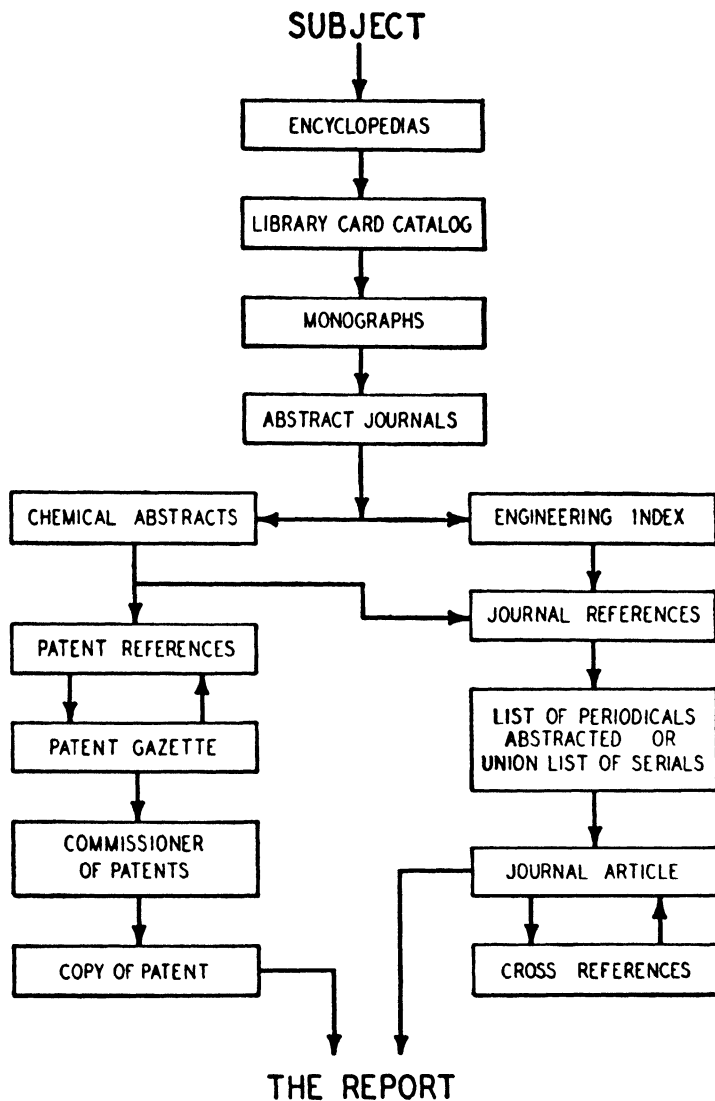 SUBJECT
ENCYCLOPEDIAS
LIBRARY CARD CATALOG
MONOGRAPHS
ABSTRACT JOURNALS
CHEMICAL ABSTRACTS
ENGINEERING INDEX
JOURNAL REFERENCES
PATENT REFERENCES
LIST OF PERIODICALS
ABSTRACTED OR
UNION LIST OF SERIALS
PATENT GAZETTE
COMMISSIONER
OF PATENTS
JOURNAL ARTICLE
COPY OF PATENT
CROSS REFERENCES
THE REPORT